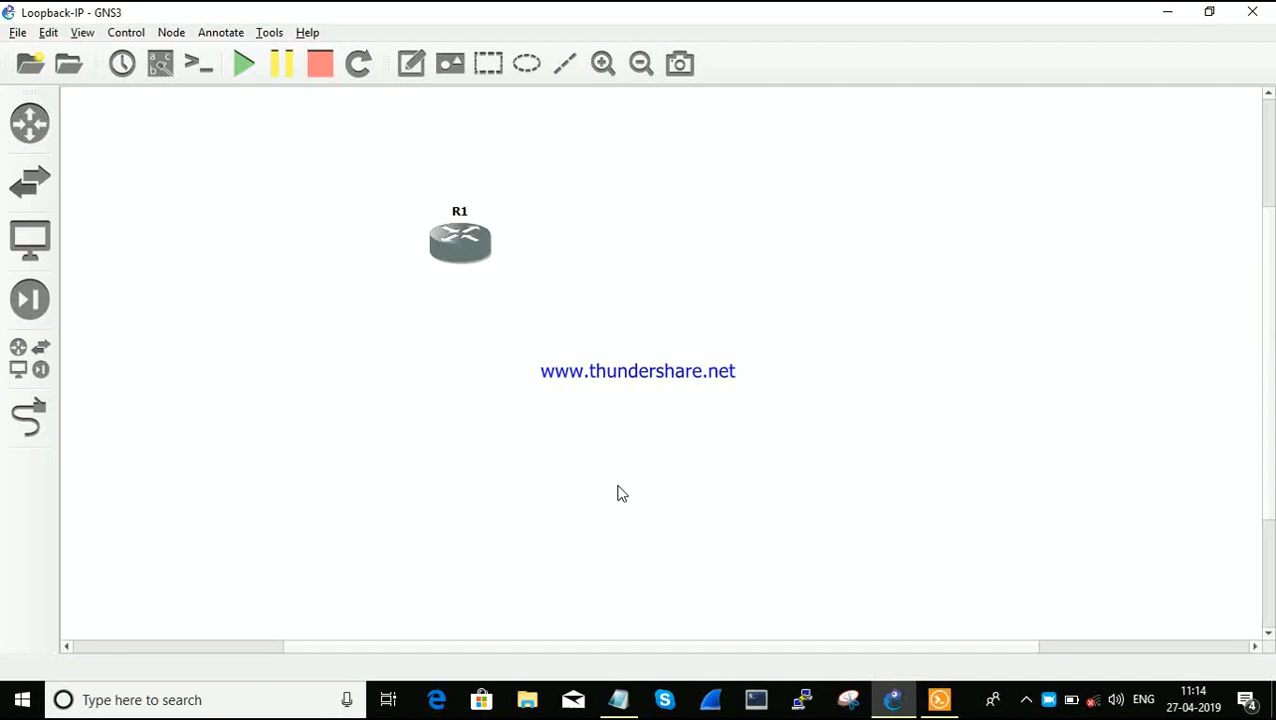 Loopback-IP - GNS3
File Edit View Control Node Annotate Tools Help
R1
www.thundershare.net
Type here to search
ENG
11:14
27-04-2019
4